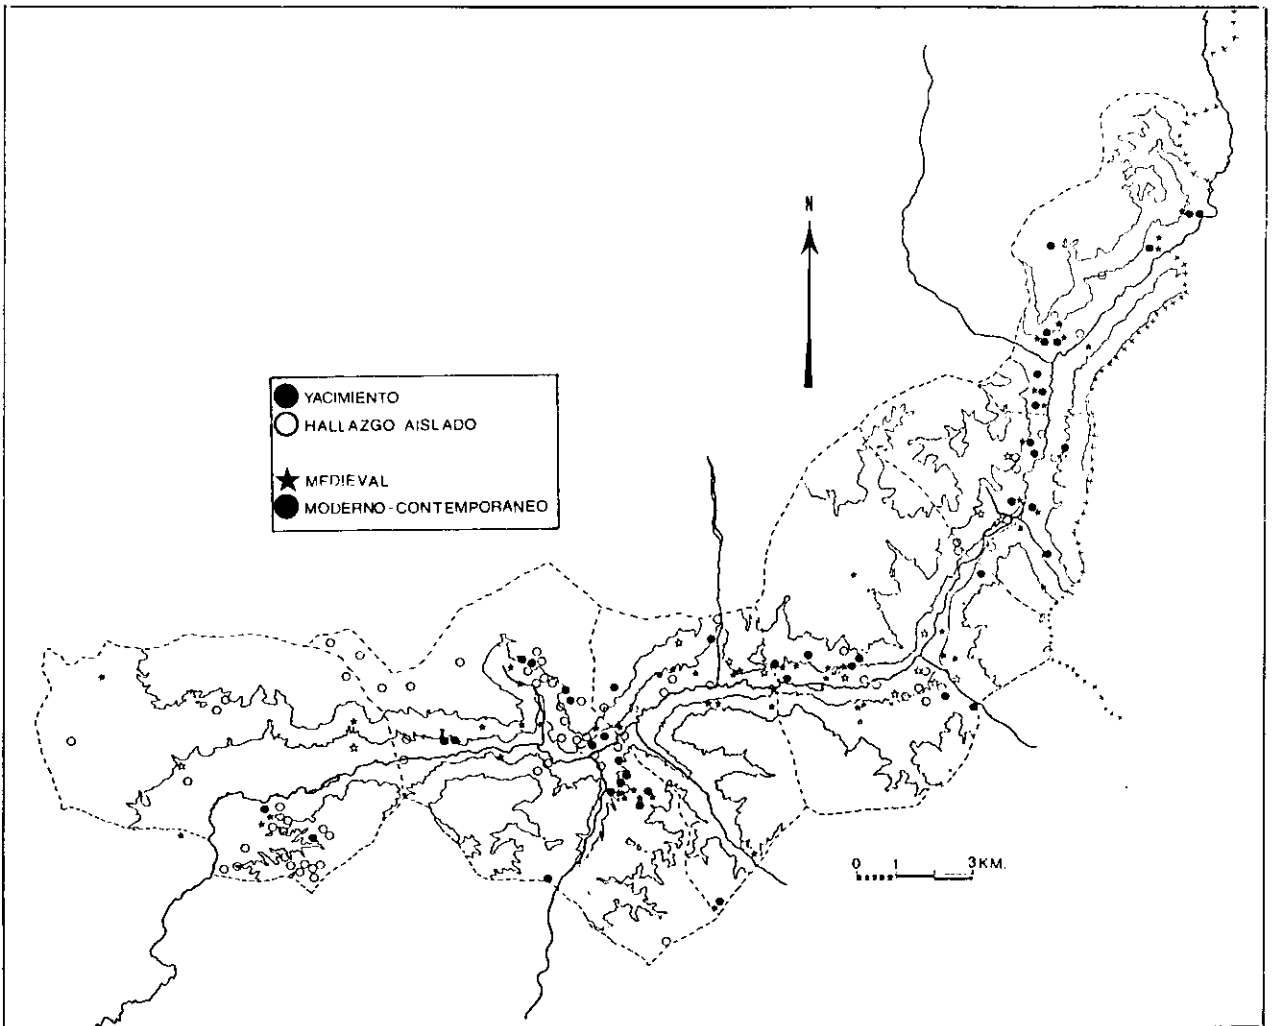 N
YACIMIENTO
HALLAZGO AISLADO
MEDIEVAL
MODERNO-CONTEMPORANEO
0 1 3KM.